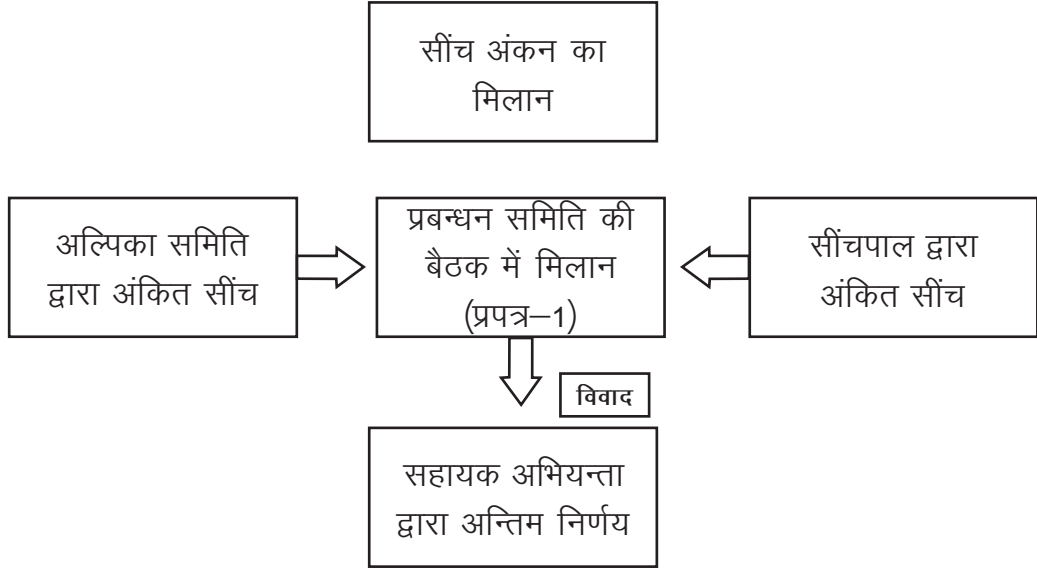 सींच अंकन का
मिलान
अल्पिका समिति
द्वारा अंकित सींच
प्रबन्धन समिति की
बैठक में मिलान
(प्रपत्र–1)
सींचपाल द्वारा
अंकित सींच
विवाद
सहायक अभियन्ता
द्वारा अन्तिम निर्णय